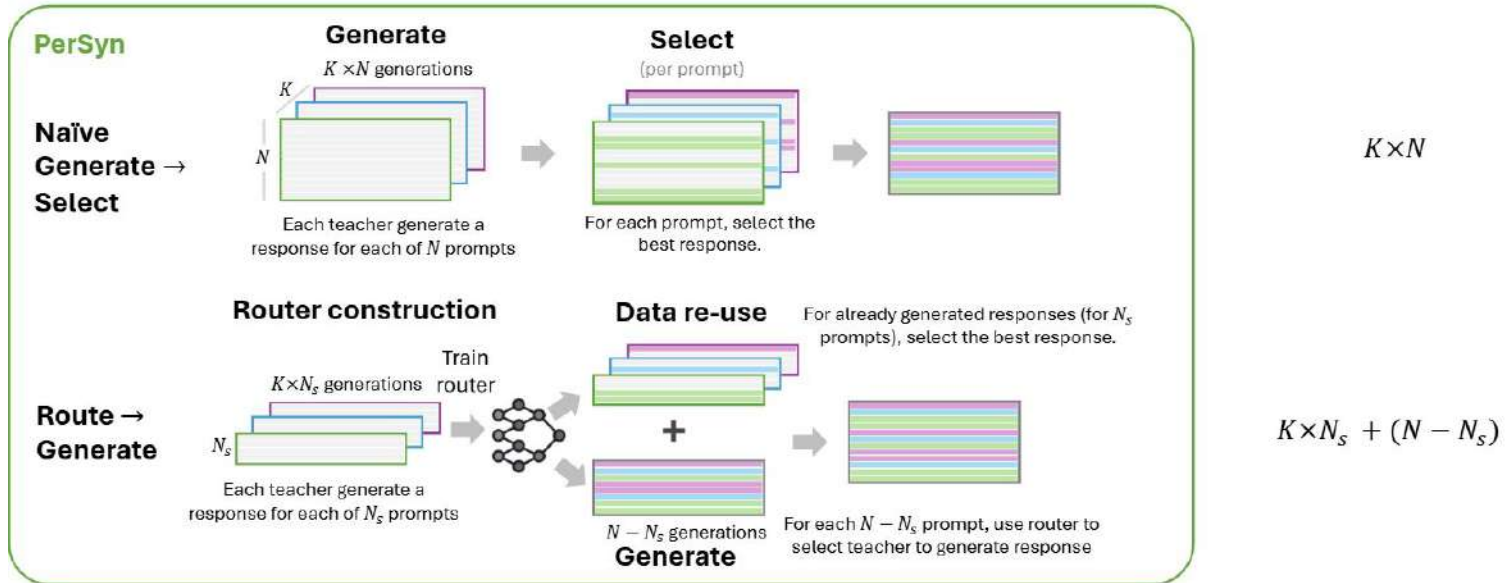 PerSyn
Generate
K × N generations
K
N
Naïve
Generate →
Select
Each teacher generate a
response for each of N prompts
Select
(per prompt)
For each prompt, select the
best response.
K×N
Router construction
K×Nₛ generations
Nₛ
Train
router
Each teacher generate a
response for each of Nₛ prompts
Route →
Generate
Data re-use
+
N − Nₛ generations
Generate
For already generated responses (for Nₛ
prompts), select the best response.
For each N − Nₛ prompt, use router to
select teacher to generate response
K×Nₛ + (N − Nₛ)